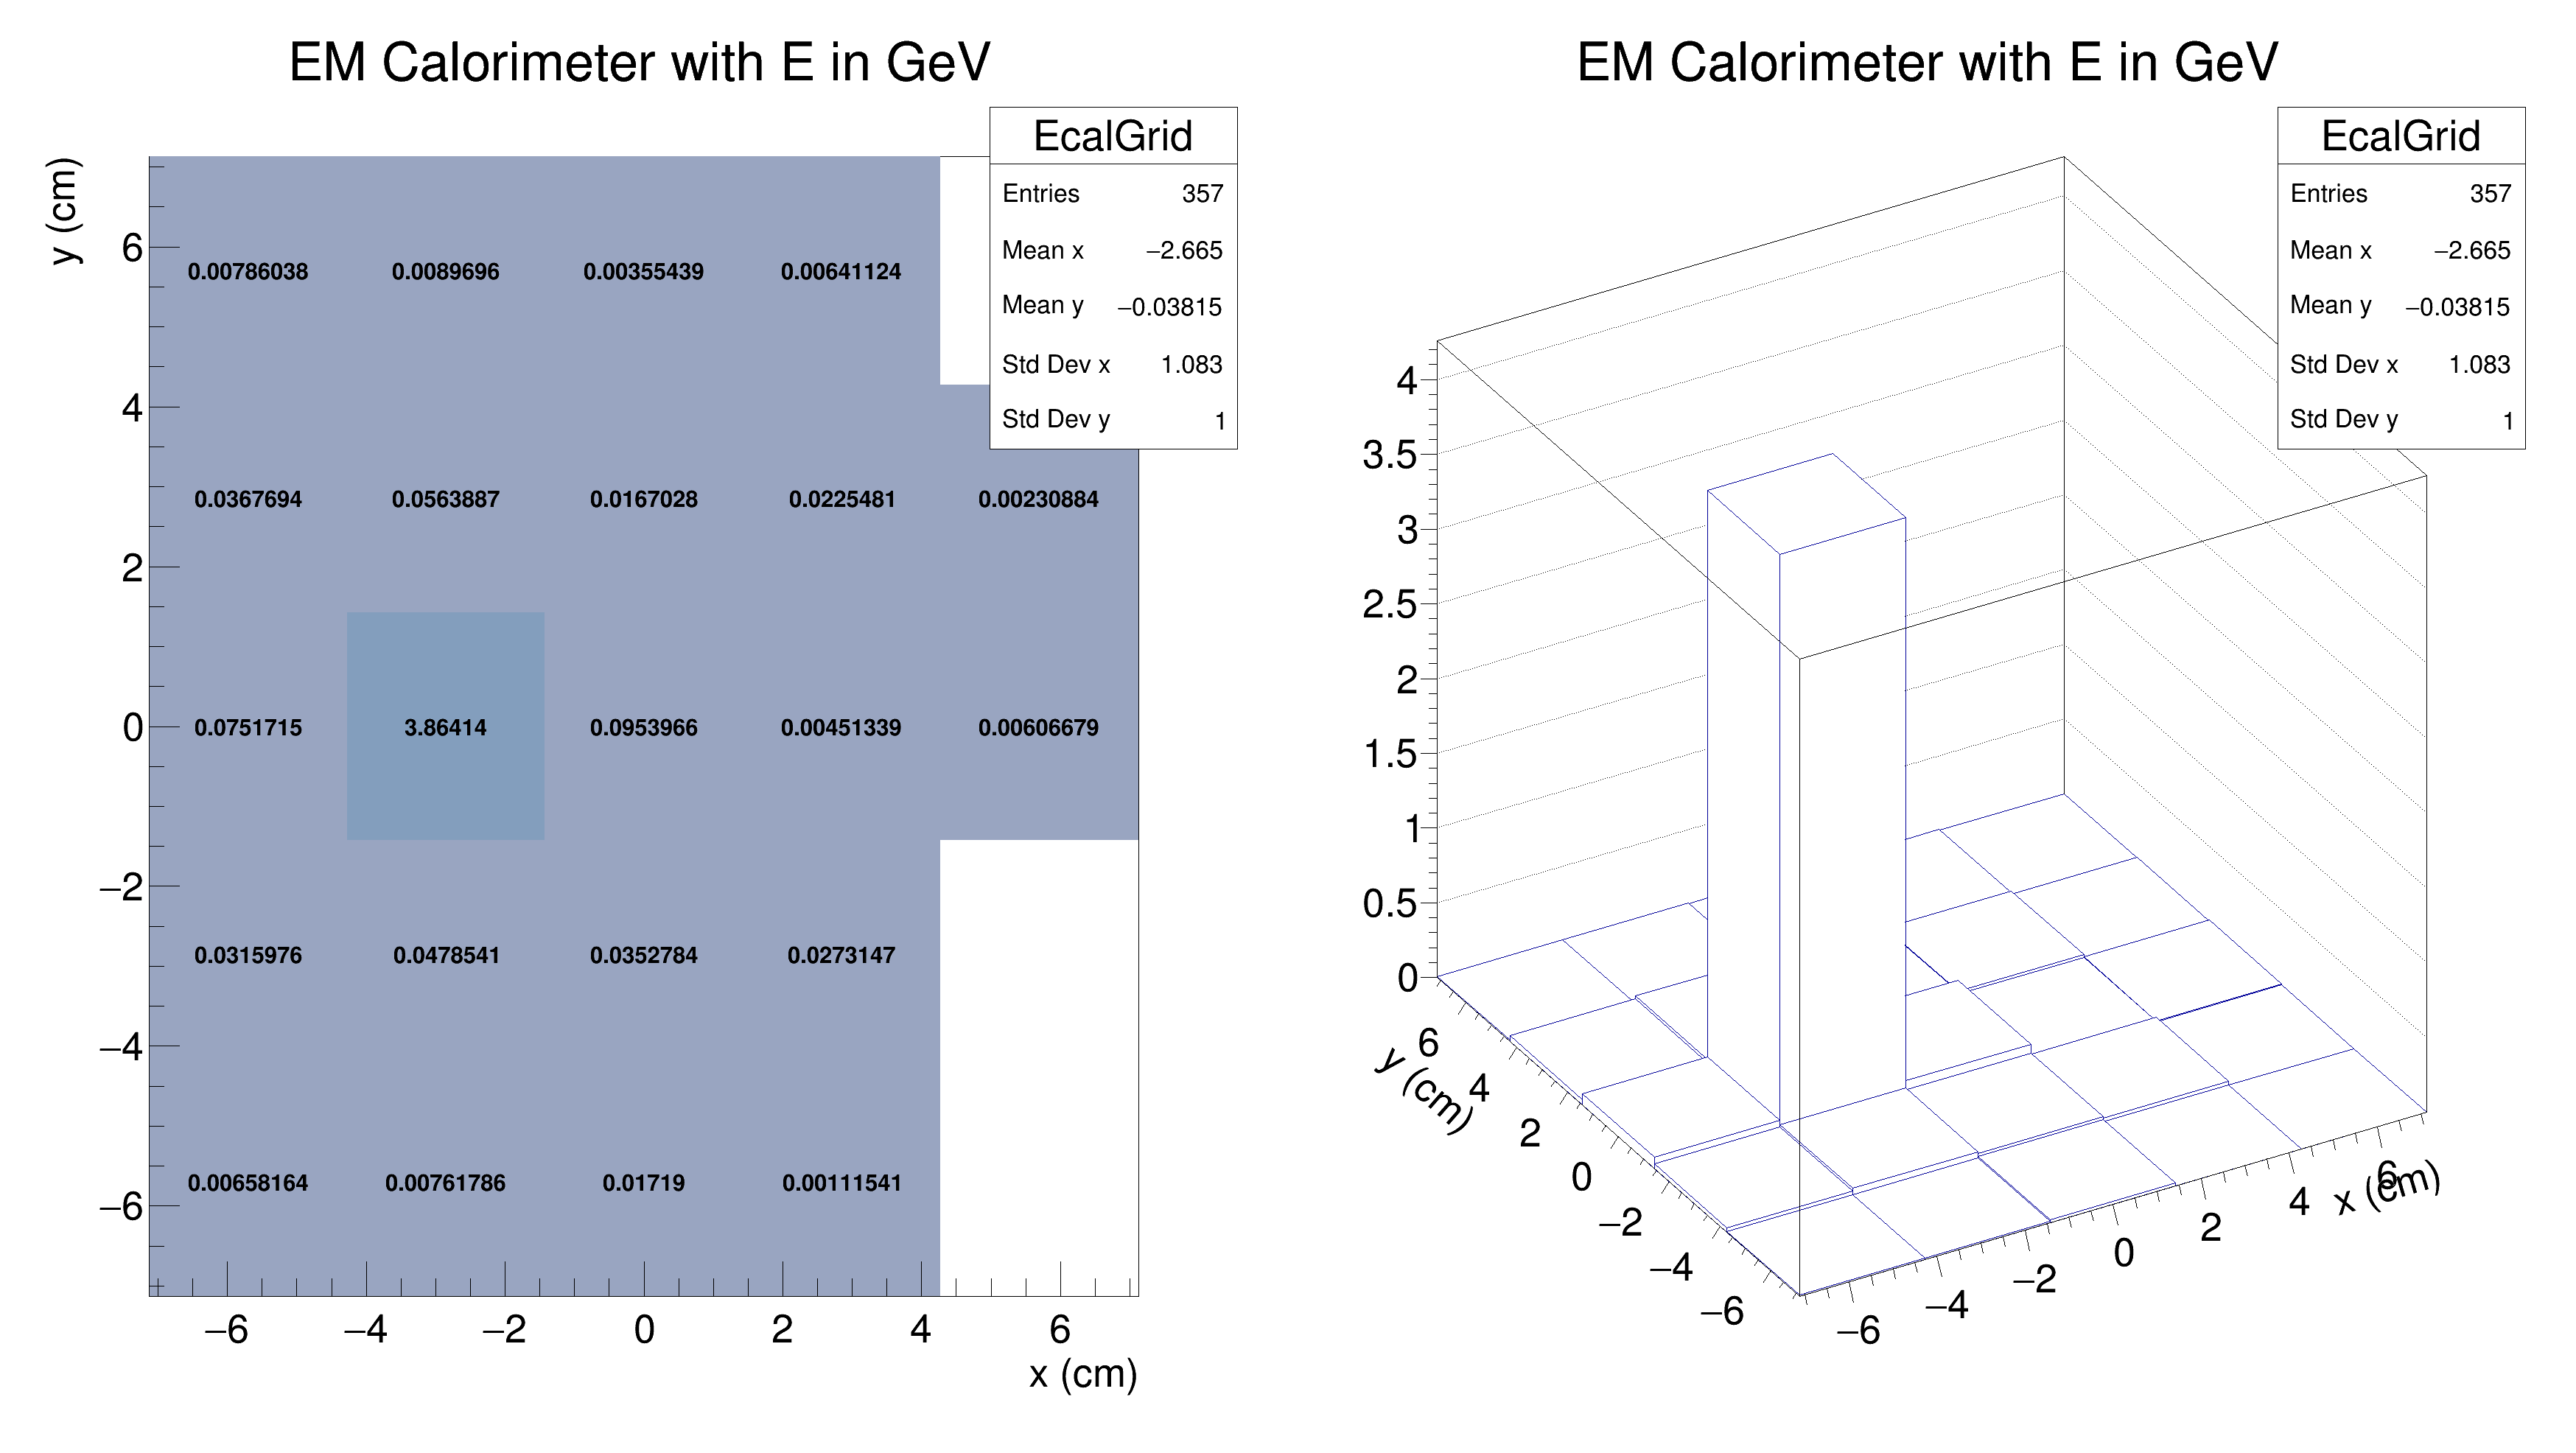 EM Calorimeter with E in GeV
EcalGrid
Entries 357
Mean x −2.665
Mean y −0.03815
Std Dev x 1.083
Std Dev y 1
y (cm)
6
4
2
0
−2
−4
−6
0.00786038 0.0089696 0.00355439 0.00641124
0.0367694 0.0563887 0.0167028 0.0225481 0.00230884
0.0751715 3.86414 0.0953966 0.00451339 0.00606679
0.0315976 0.0478541 0.0352784 0.0273147
0.00658164 0.00761786 0.01719 0.00111541
−6 −4 −2 0 2 4 6
x (cm)
EM Calorimeter with E in GeV
EcalGrid
Entries 357
Mean x −2.665
Mean y −0.03815
Std Dev x 1.083
Std Dev y 1
4
3.5
3
2.5
2
1.5
1
0.5
0
6
4
2
0
−2
−4
−6
y (cm)
−6 −4 −2 0 2 4 6
x (cm)